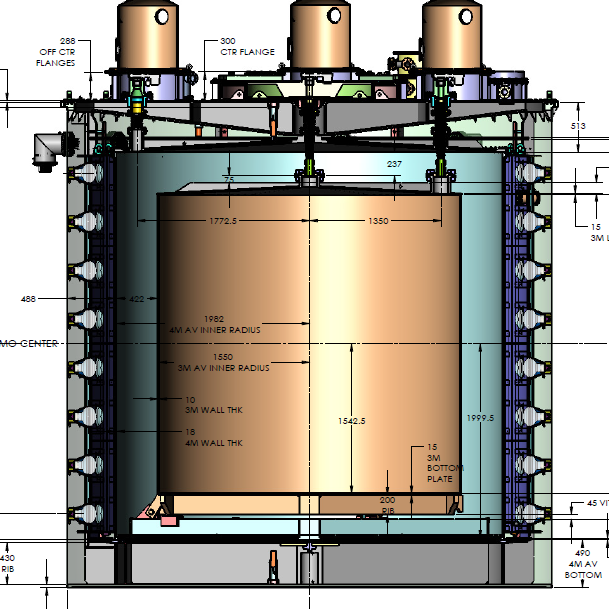 288
OFF CTR
FLANGES
300
CTR FLANGE
513
237
75
1772.5
1350
15
3M L
488
422
1982
4M AV INNER RADIUS
MO CENTER
1550
3M AV INNER RADIUS
10
3M WALL THK
1542.5
1999.5
18
4M WALL THK
15
3M
BOTTOM
PLATE
200
RIB
45 VI
430
RIB
490
4M AV
BOTTOM